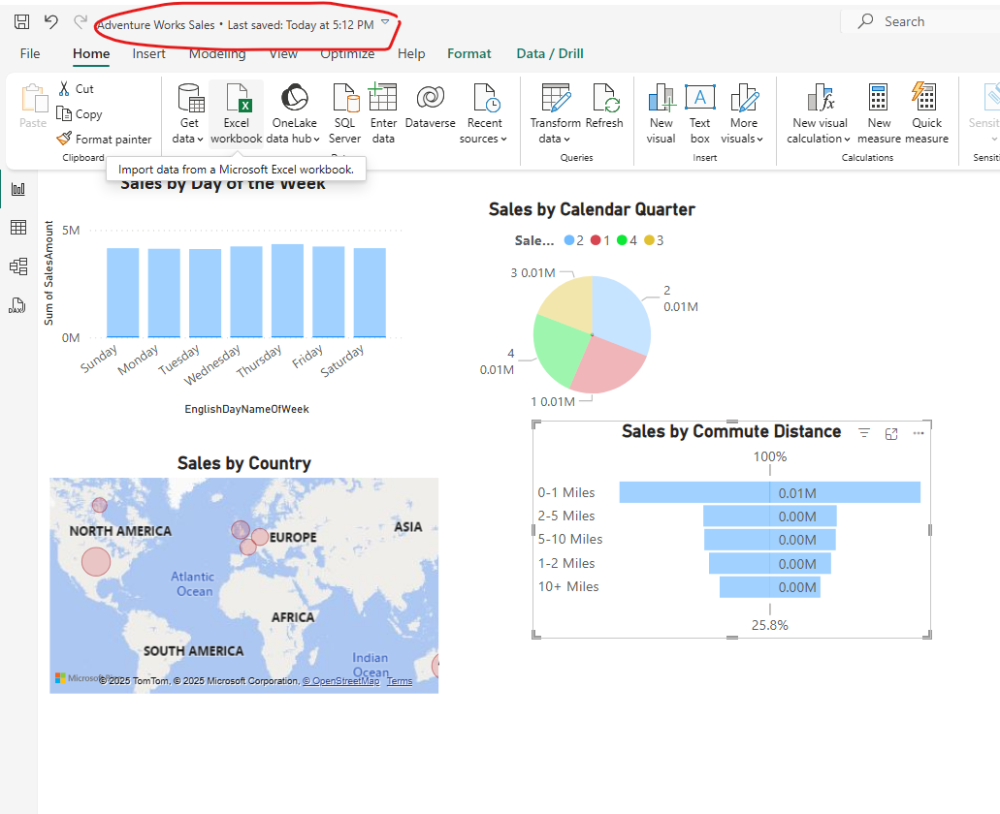 Adventure Works Sales • Last saved: Today at 5:12 PM
Search
File Home Insert Modeling View Optimize Help Format Data / Drill
Paste
Cut
Copy
Format painter
Clipboard
Get data
Excel workbook
OneLake data hub
SQL Server
Enter data
Dataverse
Recent sources
Transform data
Refresh
Queries
New visual
Text box
More visuals
Insert
New visual calculation
New measure
Quick measure
Calculations
Import data from a Microsoft Excel workbook.
DAX
Sales by Day of the Week
Sum of SalesAmount
5M
0M
Sunday Monday Tuesday Wednesday Thursday Friday Saturday
EnglishDayNameOfWeek
Sales by Calendar Quarter
Sale... 2 1 4 3
3 0.01M
2
0.01M
4
0.01M
1 0.01M
Sales by Country
NORTH AMERICA
EUROPE
ASIA
Atlantic
Ocean
AFRICA
SOUTH AMERICA
Indian
Ocean
© 2025 TomTom, © 2025 Microsoft Corporation, © OpenStreetMap Terms
Sales by Commute Distance
100%
0-1 Miles 0.01M
2-5 Miles 0.00M
5-10 Miles 0.00M
1-2 Miles 0.00M
10+ Miles 0.00M
25.8%